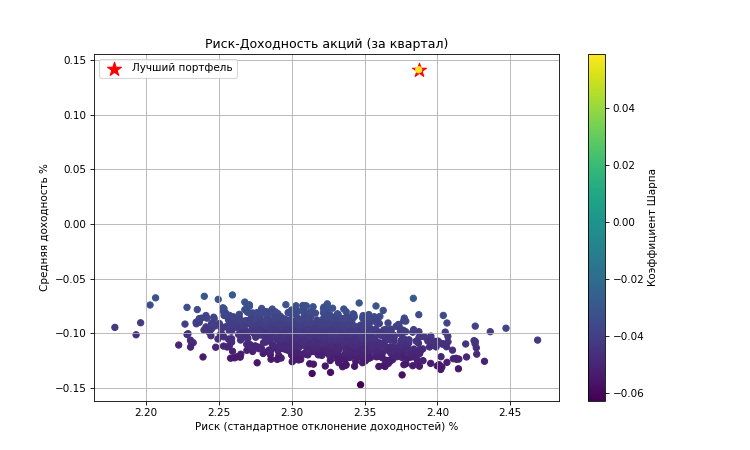 Риск-Доходность акций (за квартал)
Лучший портфель
Средняя доходность %
0.15
0.10
0.05
0.00
−0.05
−0.10
−0.15
2.20 2.25 2.30 2.35 2.40 2.45
Риск (стандартное отклонение доходностей) %
0.04
0.02
0.00
−0.02
−0.04
−0.06
Коэффициент Шарпа